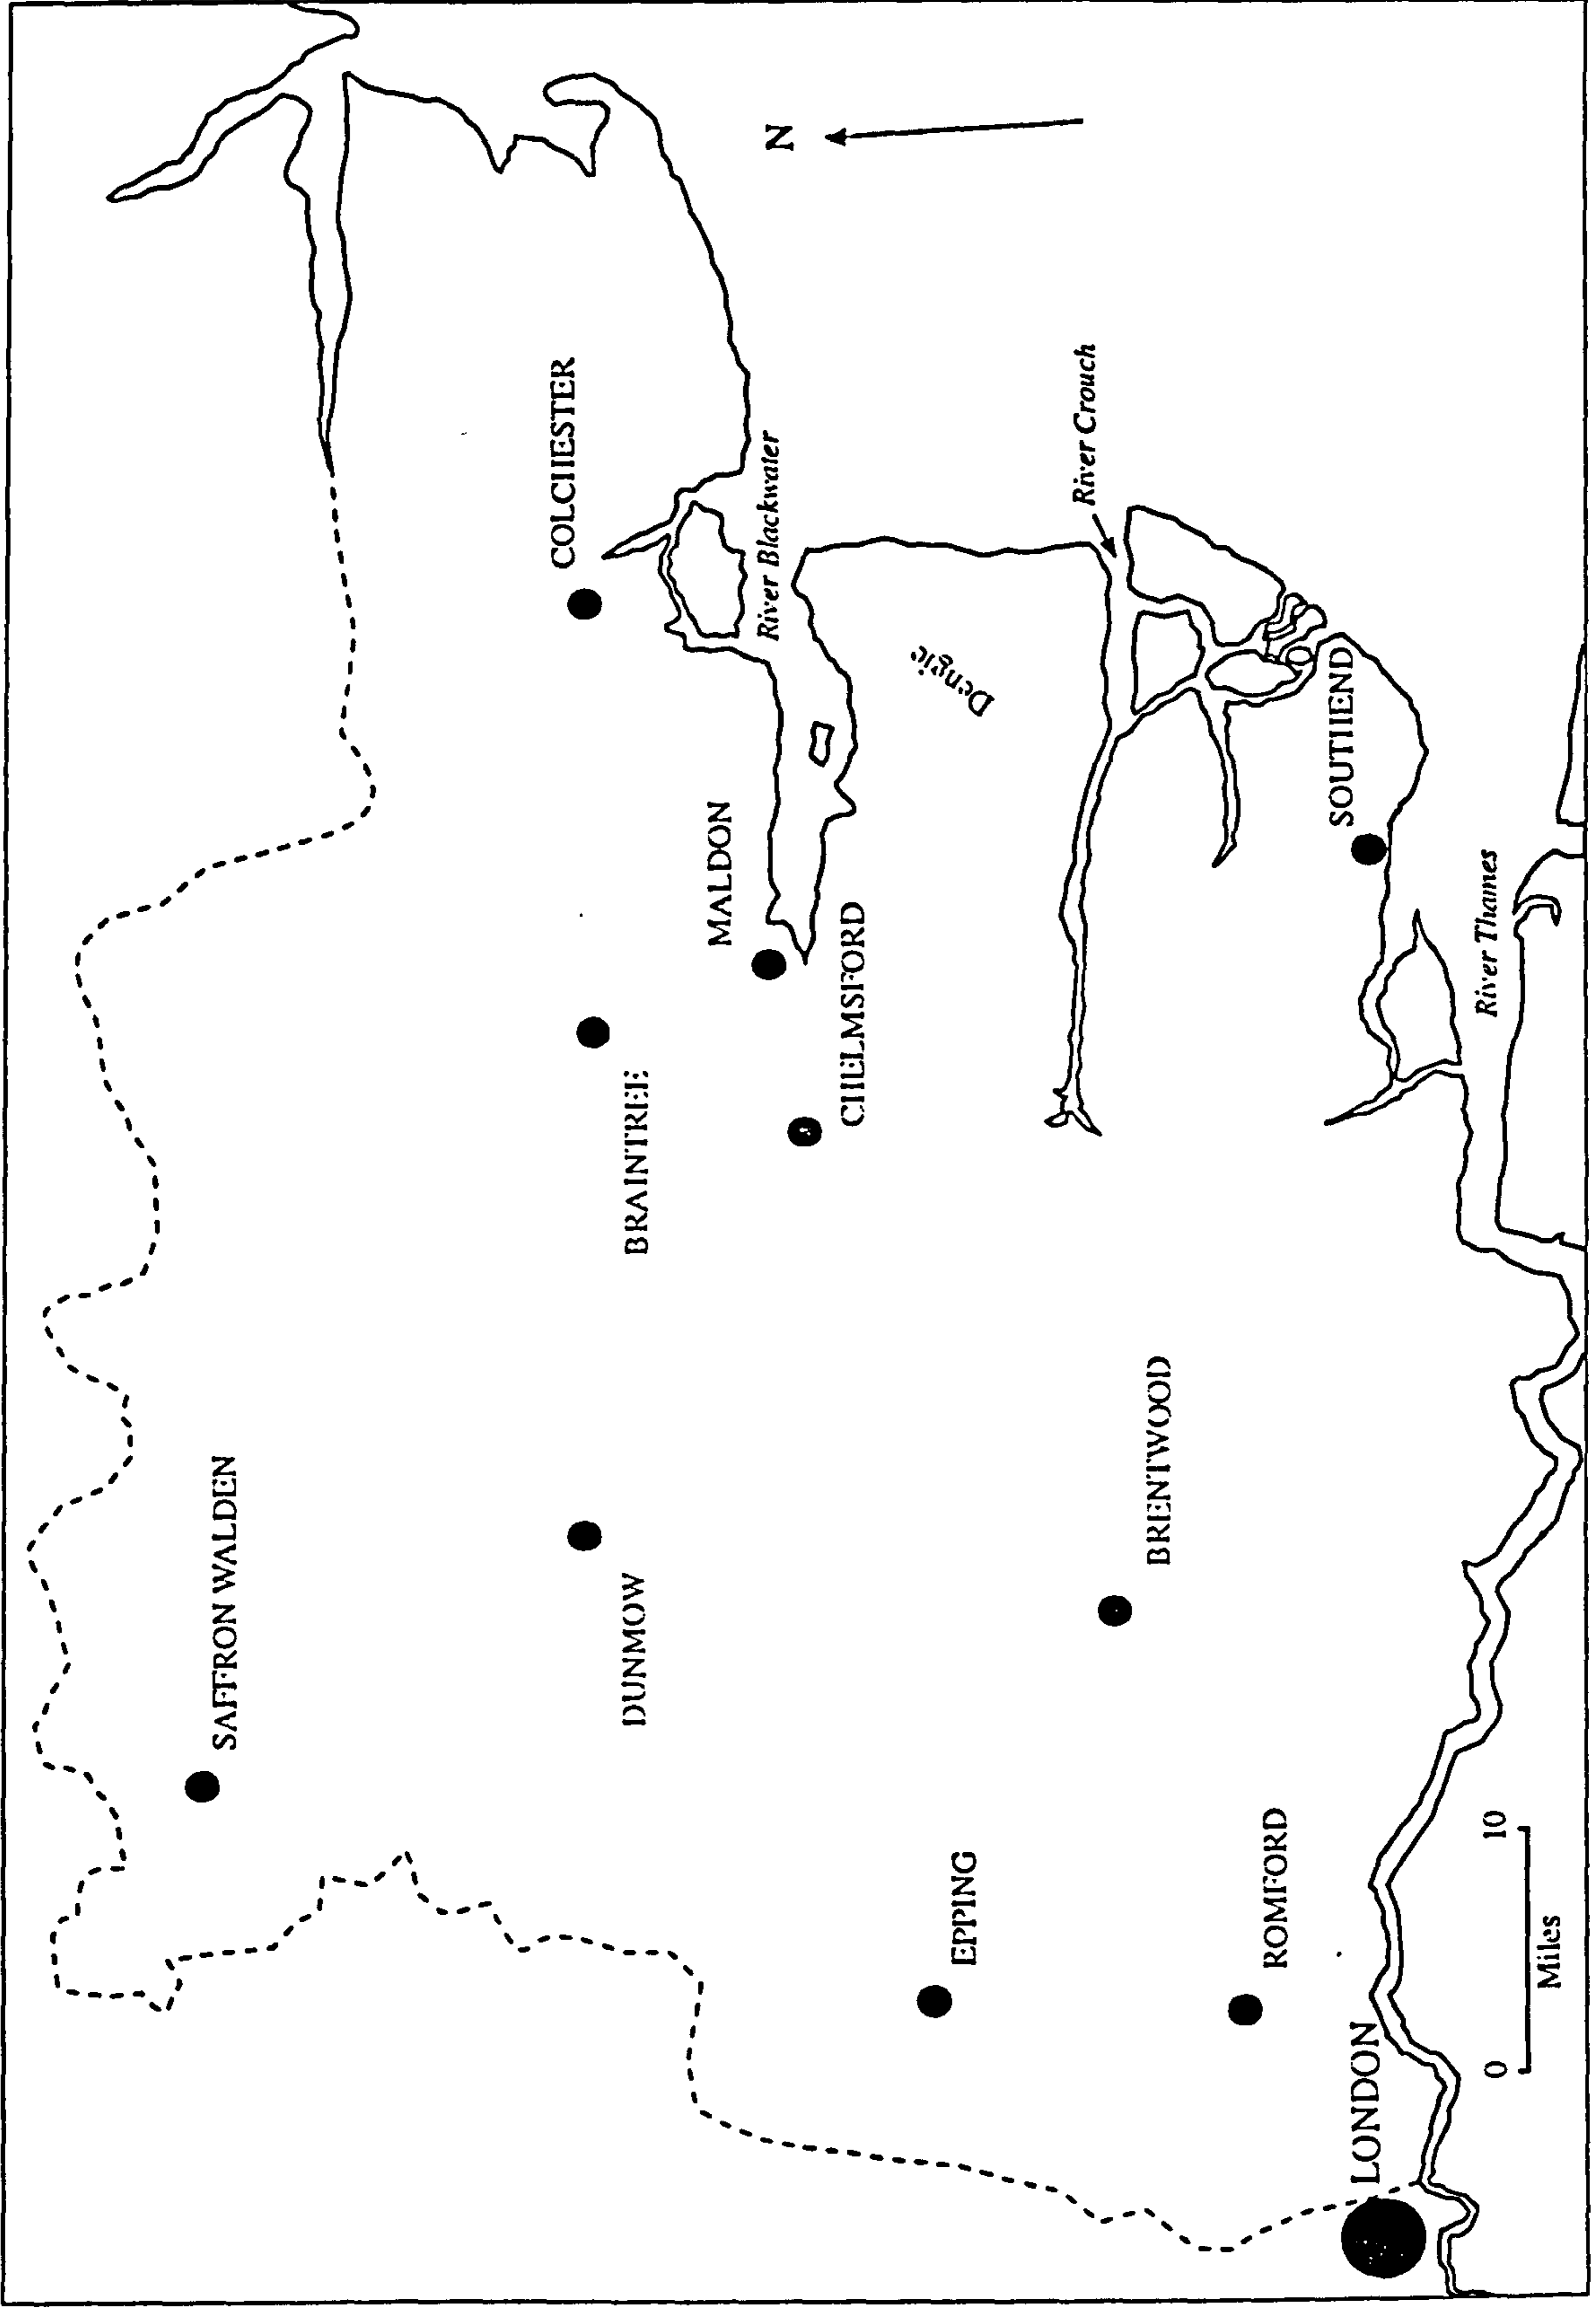 N
SAFFRON WALDEN
COLCHESTER
BRAINTREE
DUNMOW
River Blackwater
MALDON
CHELMSFORD
Dengie
River Crouch
EPPING
BRENTWOOD
ROMFORD
SOUTHEND
LONDON
River Thames
0 10
Miles